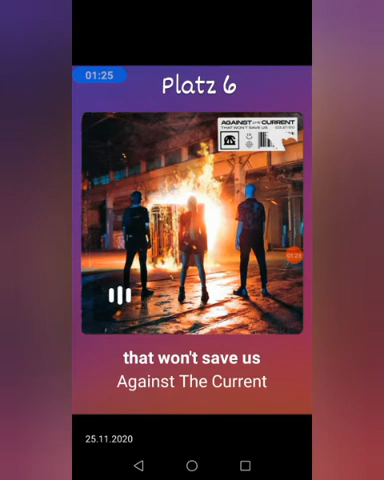 01:25
Platz 6
AGAINST THE CURRENT
THAT WON'T SAVE US
that won't save us
Against The Current
25.11.2020